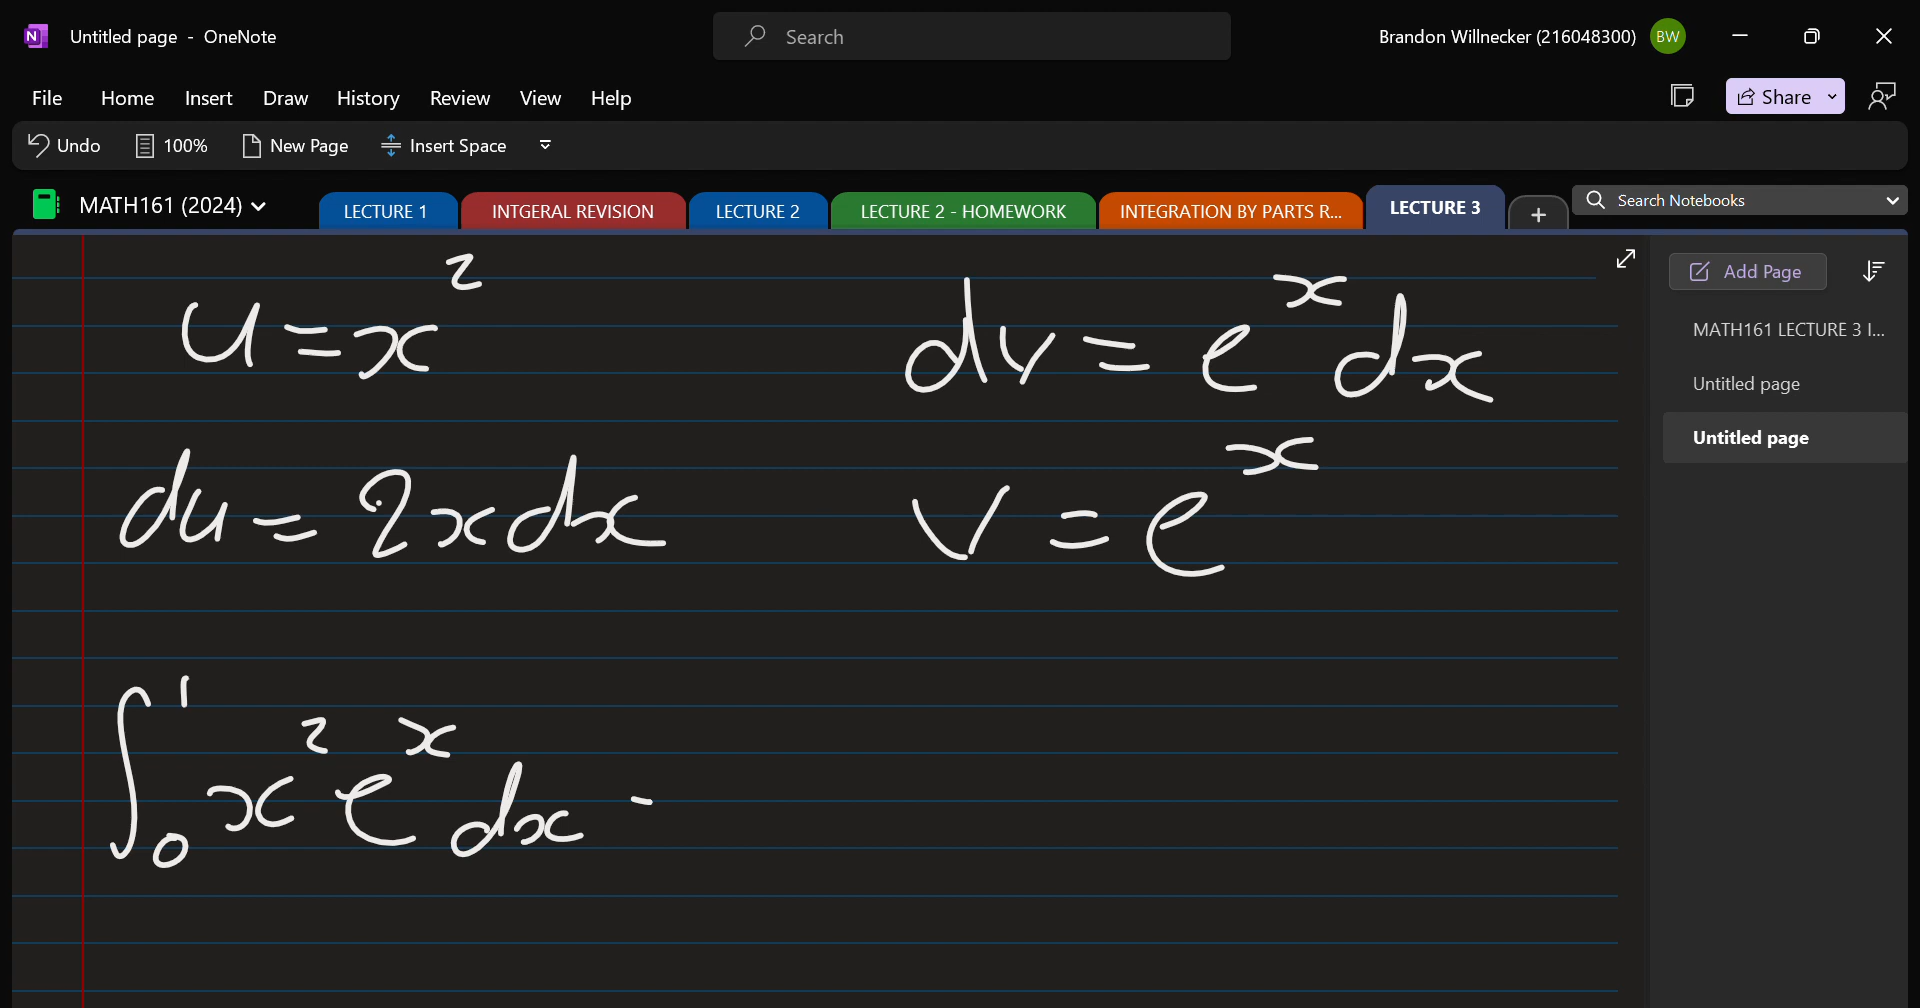 Untitled page - OneNote
Search
Brandon Willnecker (216048300) BW
File Home Insert Draw History Review View Help
Share
Undo 100% New Page Insert Space
MATH161 (2024)
LECTURE 1 INTGERAL REVISION LECTURE 2 LECTURE 2 - HOMEWORK INTEGRATION BY PARTS R... LECTURE 3 +
Search Notebooks
Add Page
MATH161 LECTURE 3 I...
Untitled page
Untitled page
u = x² dv = eˣ dx
du = 2x dx v = eˣ
∫₀¹ x² eˣ dx -